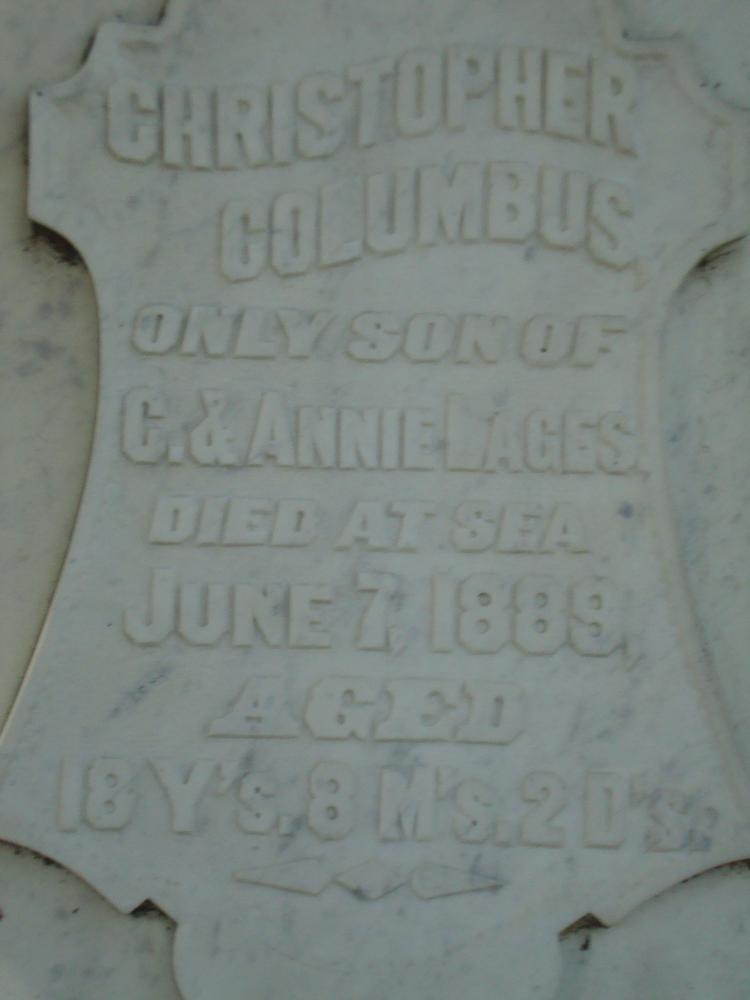 CHRISTOPHER
COLUMBUS,
ONLY SON OF
C. & ANNIE LAGES.
DIED AT SEA
JUNE 7, 1889,
AGED
18 Y's. 8 M's. 2 D's.